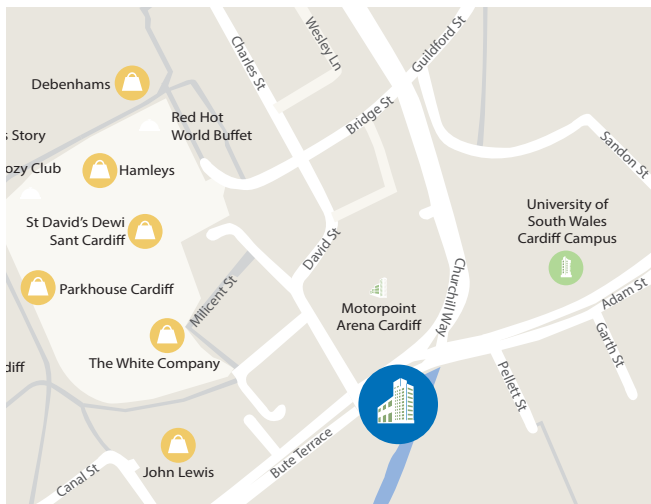 Debenhams
Charles St
Wesley Ln
Guildford St
Red Hot
World Buffet
Bridge St
s Story
ozy Club
Hamleys
Sandon St
St David's Dewi
Sant Cardiff
David St
University of
South Wales
Cardiff Campus
Parkhouse Cardiff
Milicent St
Churchill Way
Adam St
Motorpoint
Arena Cardiff
Garth St
The White Company
diff
Pellett St
Bute Terrace
John Lewis
Canal St